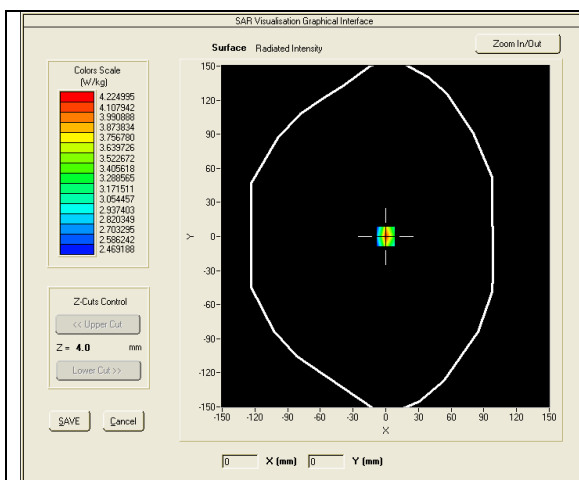 SAR Visualisation Graphical Interface
Surface Radiated Intensity
Zoom In/Out
Colors Scale
(W/kg)
4.224995
4.107942
3.990888
3.873834
3.756780
3.639726
3.522672
3.405618
3.288565
3.171511
3.054457
2.937403
2.820349
2.703295
2.586242
2.469188
Z-Cuts Control
<< Upper Cut
Z = 4.0 mm
Lower Cut >>
SAVE Cancel
150
120
90
60
30
Y 0
-30
-60
-90
-120
-150
-150 -120 -90 -60 -30 0 30 60 90 120 150
X
0 X (mm) 0 Y (mm)